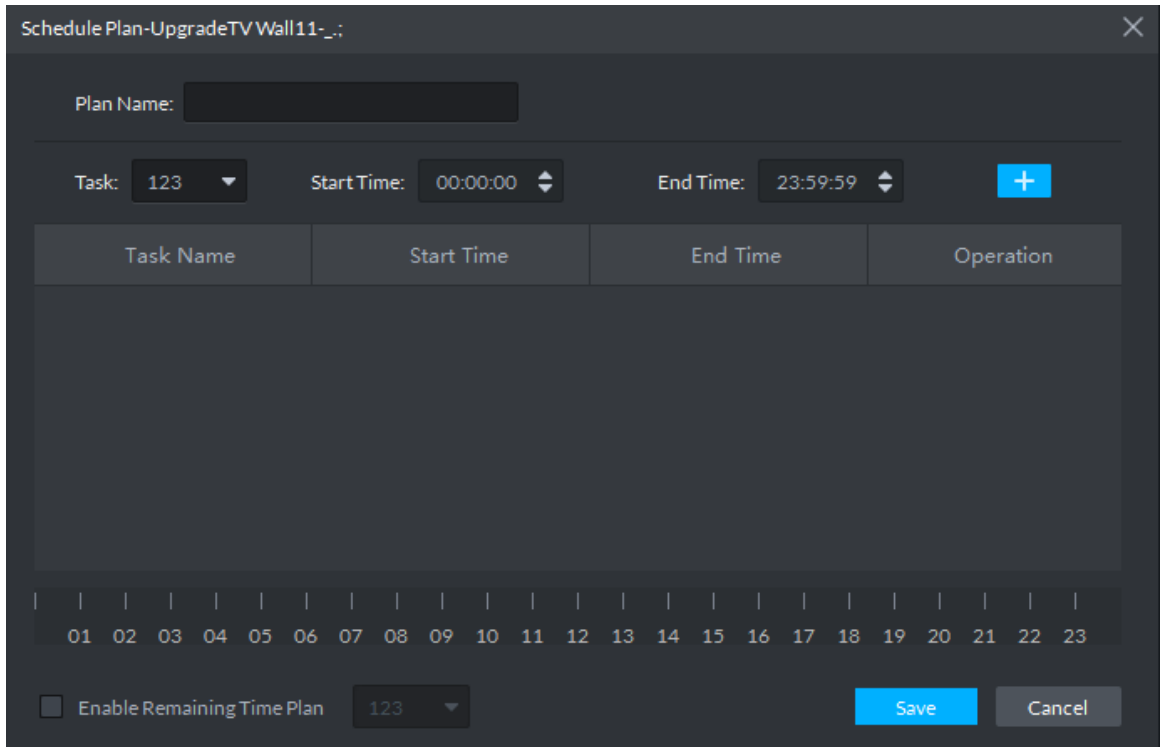 Schedule Plan-UpgradeTV Wall11-_.;
Plan Name:
Task: 123 Start Time: 00:00:00 End Time: 23:59:59 +
Task Name Start Time End Time Operation
01 02 03 04 05 06 07 08 09 10 11 12 13 14 15 16 17 18 19 20 21 22 23
Enable Remaining Time Plan 123 Save Cancel